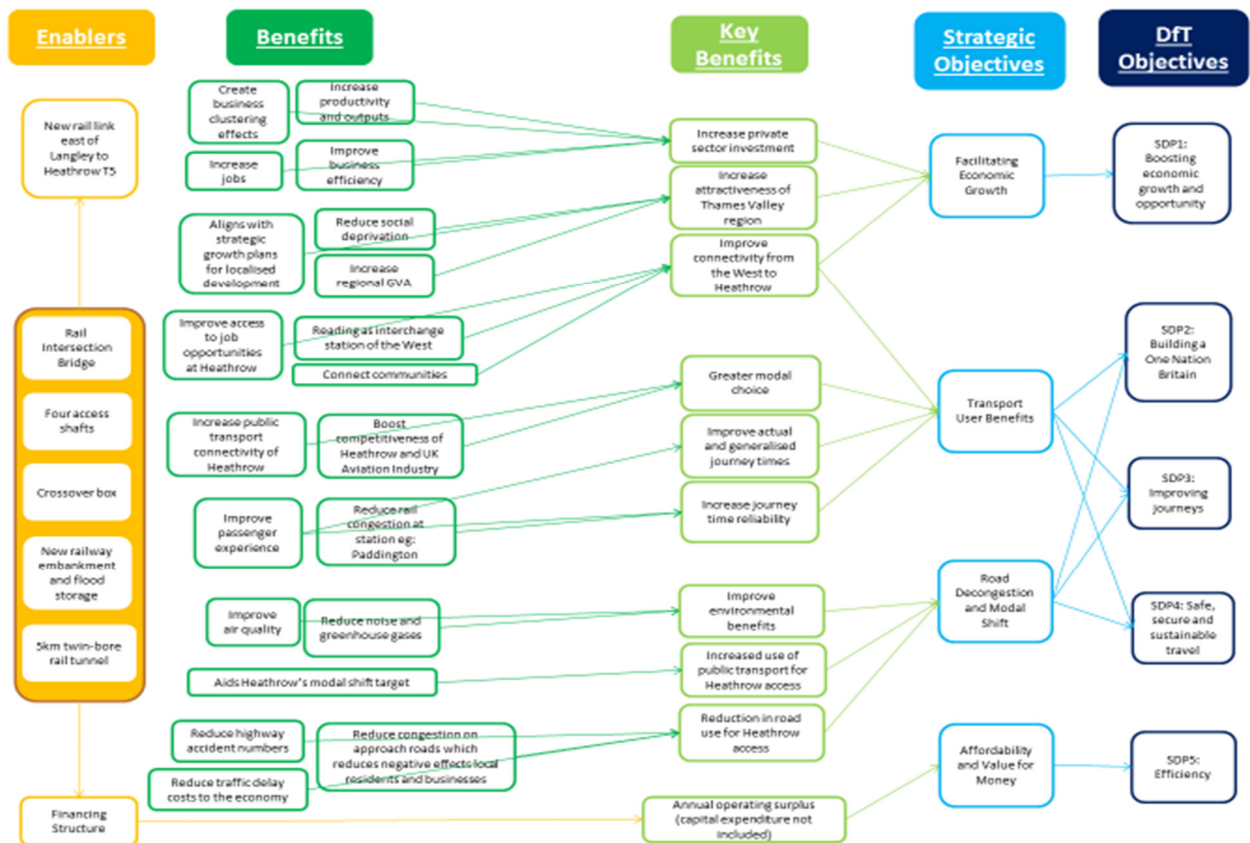 Enablers
Benefits
Key
Benefits
Strategic
Objectives
DfT
Objectives
New rail link
east of
Langley to
Heathrow T5
Rail
Intersection
Bridge
Four access
shafts
Crossover box
New railway
embankment
and flood
storage
5km twin-bore
rail tunnel
Financing
Structure
Create
business
clustering
effects
Increase
productivity
and outputs
Increase
jobs
Improve
business
efficiency
Aligns with
strategic
growth plans
for localised
development
Reduce social
deprivation
Increase
regional GVA
Improve access
to job
opportunities
at Heathrow
Reading as interchange
station of the West
Connect communities
Increase public
transport
connectivity of
Heathrow
Boost
competitiveness of
Heathrow and UK
Aviation Industry
Improve
passenger
experience
Reduce rail
congestion at
station eg:
Paddington
Improve
air quality
Reduce noise and
greenhouse gases
Aids Heathrow's modal shift target
Reduce highway
accident numbers
Reduce congestion on
approach roads which
reduces negative effects local
residents and businesses
Reduce traffic delay
costs to the economy
Increase private
sector investment
Increase
attractiveness of
Thames Valley
region
Improve
connectivity from
the West to
Heathrow
Greater modal
choice
Improve actual
and generalised
journey times
Increase journey
time reliability
Improve
environmental
benefits
Increased use of
public transport for
Heathrow access
Reduction in road
use for Heathrow
access
Annual operating surplus
(capital expenditure not
included)
Facilitating
Economic
Growth
Transport
User Benefits
Road
Decongestion
and Modal
Shift
Affordability
and Value for
Money
SDP1:
Boosting
economic
growth and
opportunity
SDP2:
Building a
One Nation
Britain
SDP3:
Improving
journeys
SDP4: Safe,
secure and
sustainable
travel
SDP5:
Efficiency